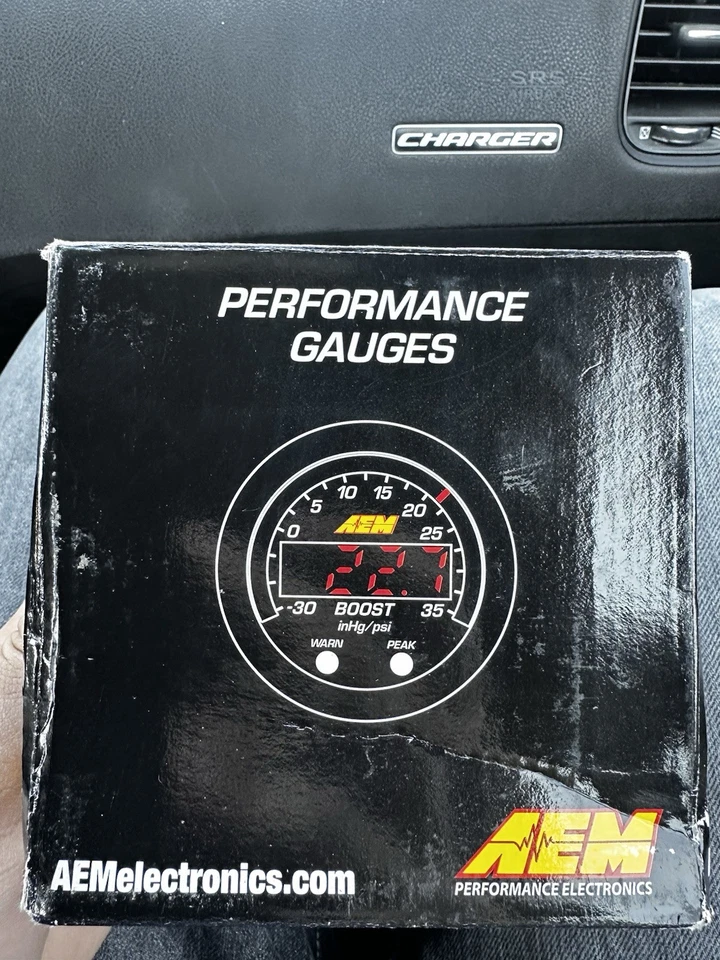 SRS
CHARGER
PERFORMANCE
GAUGES
5 10 15 20
0 AEM 25
22.7
-30 BOOST 35
inHg/psi
WARN PEAK
AEM
AEMelectronics.com
PERFORMANCE ELECTRONICS